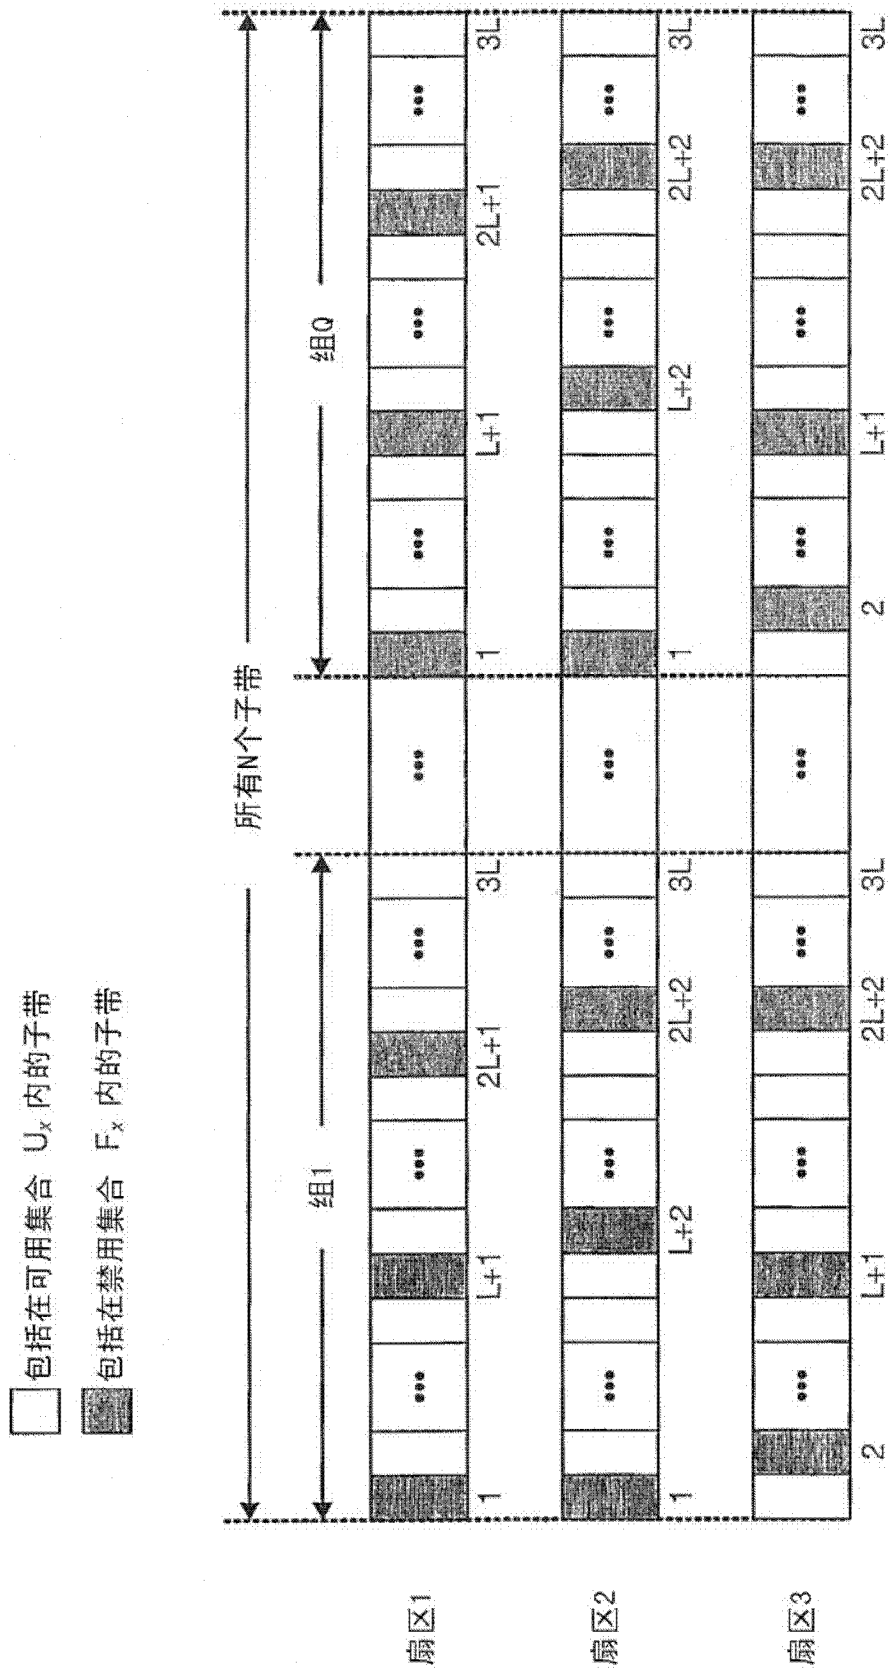 包括在可用集合 Ux 内的子带
包括在禁用集合 Fx 内的子带
所有N个子带
组1
组Q
扇区1
1
L+1
2L+1
3L
...
1
L+1
2L+1
3L
扇区2
1
L+2
2L+2
3L
...
1
L+2
2L+2
3L
扇区3
2
L+1
2L+2
3L
...
2
L+1
2L+2
3L